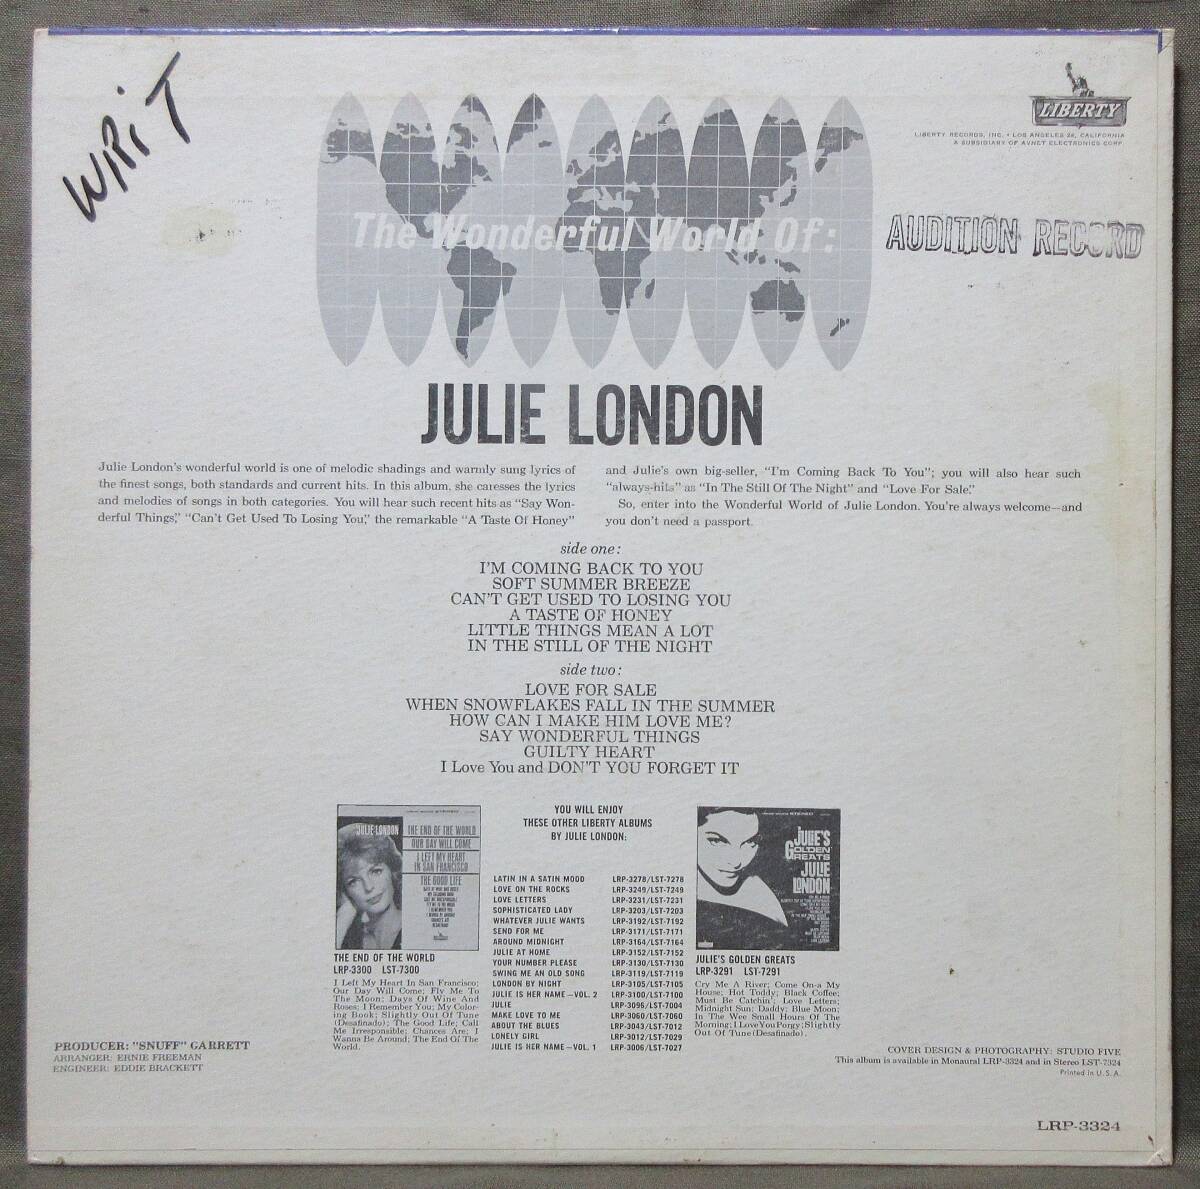 WRiT
LIBERTY
LIBERTY RECORDS, INC. • LOS ANGELES 28, CALIFORNIA
A SUBSIDIARY OF AVNET ELECTRONICS CORP.
AUDITION RECORD
The Wonderful World Of:
JULIE LONDON
Julie London's wonderful world is one of melodic shadings and warmly sung lyrics of
the finest songs, both standards and current hits. In this album, she caresses the lyrics
and melodies of songs in both categories. You will hear such recent hits as "Say Won-
derful Things," "Can't Get Used To Losing You," the remarkable "A Taste Of Honey"
and Julie's own big-seller, "I'm Coming Back To You"; you will also hear such
"always-hits" as "In The Still Of The Night" and "Love For Sale."
So, enter into the Wonderful World of Julie London. You're always welcome—and
you don't need a passport.
side one:
I'M COMING BACK TO YOU
SOFT SUMMER BREEZE
CAN'T GET USED TO LOSING YOU
A TASTE OF HONEY
LITTLE THINGS MEAN A LOT
IN THE STILL OF THE NIGHT
side two:
LOVE FOR SALE
WHEN SNOWFLAKES FALL IN THE SUMMER
HOW CAN I MAKE HIM LOVE ME?
SAY WONDERFUL THINGS
GUILTY HEART
I Love You and DON'T YOU FORGET IT
JULIE LONDON
THE END OF THE WORLD
OUR DAY WILL COME
I LEFT MY HEART
IN SAN FRANCISCO
THE GOOD LIFE
THE END OF THE WORLD
LRP-3300 LST-7300
I Left My Heart In San Francisco;
Our Day Will Come; Fly Me To
The Moon; Days Of Wine And
Roses; I Remember You; My Color-
ing Book; Slightly Out Of Tune
(Desafinado); The Good Life; Call
Me Irresponsible; Chances Are; I
Wanna Be Around; The End Of The
World.
YOU WILL ENJOY
THESE OTHER LIBERTY ALBUMS
BY JULIE LONDON:
LATIN IN A SATIN MOOD LRP-3278/LST-7278
LOVE ON THE ROCKS LRP-3249/LST-7249
LOVE LETTERS LRP-3231/LST-7231
SOPHISTICATED LADY LRP-3203/LST-7203
WHATEVER JULIE WANTS LRP-3192/LST-7192
SEND FOR ME LRP-3171/LST-7171
AROUND MIDNIGHT LRP-3164/LST-7164
JULIE AT HOME LRP-3152/LST-7152
YOUR NUMBER PLEASE LRP-3130/LST-7130
SWING ME AN OLD SONG LRP-3119/LST-7119
LONDON BY NIGHT LRP-3105/LST-7105
JULIE IS HER NAME—VOL. 2 LRP-3100/LST-7100
JULIE LRP-3096/LST-7004
MAKE LOVE TO ME LRP-3060/LST-7060
ABOUT THE BLUES LRP-3043/LST-7012
LONELY GIRL LRP-3012/LST-7029
JULIE IS HER NAME—VOL. 1 LRP-3006/LST-7027
JULIE'S
GOLDEN
GREATS
JULIE
LONDON
JULIE'S GOLDEN GREATS
LRP-3291 LST-7291
Cry Me A River; Come On-a My
House; Hot Toddy; Black Coffee;
Must Be Catchin'; Love Letters;
Midnight Sun; Daddy; Blue Moon;
In The Wee Small Hours Of The
Morning; I Love You Porgy; Slightly
Out Of Tune (Desafinado).
PRODUCER: "SNUFF" GARRETT
ARRANGER: ERNIE FREEMAN
ENGINEER: EDDIE BRACKETT
COVER DESIGN & PHOTOGRAPHY: STUDIO FIVE
This album is available in Monaural LRP-3324 and in Stereo LST-7324
Printed in U.S.A.
LRP-3324